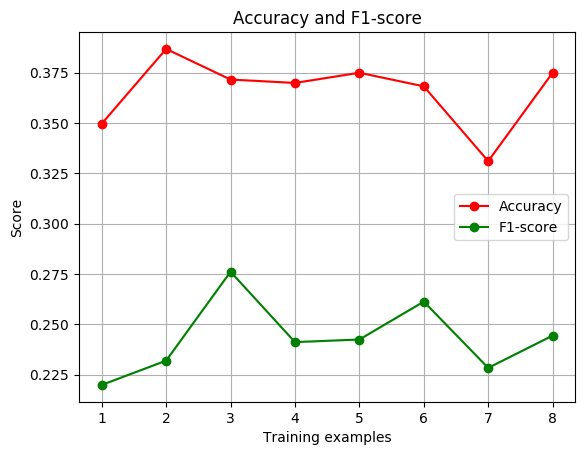 Accuracy and F1-score
0.375
0.350
0.325
0.300
0.275
0.250
0.225
Score
Accuracy
F1-score
1 2 3 4 5 6 7 8
Training examples